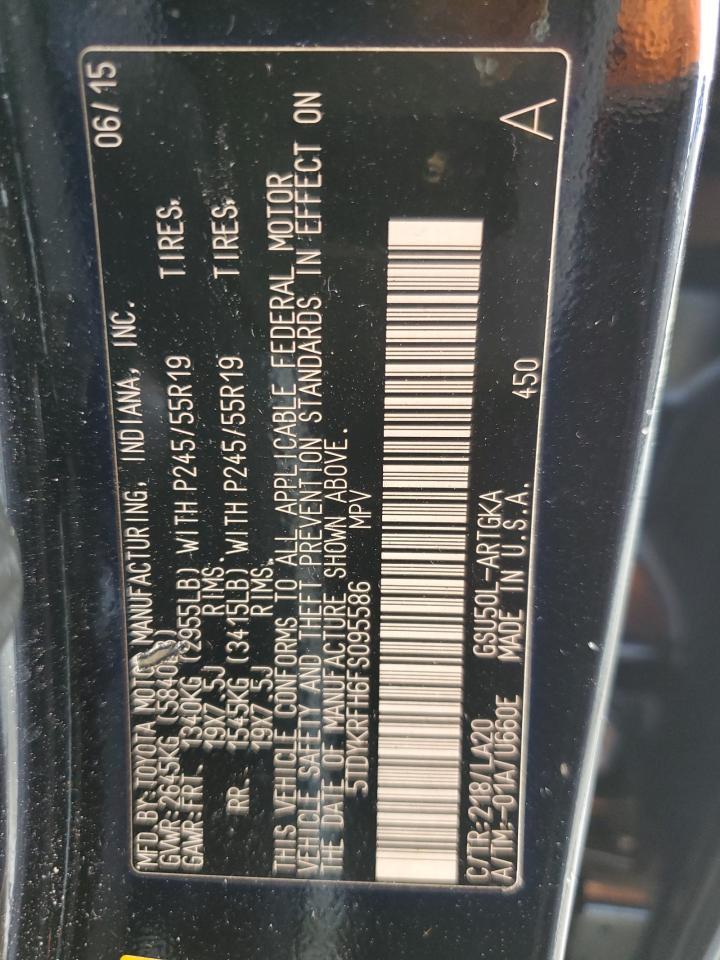 MFD. BY: TOYOTA MOTOR MANUFACTURING, INDIANA, INC. 06/15
GVWR: 2645KG (5840LB)
GAWR: FRT. 1340KG (2955LB) WITH P245/55R19 TIRES,
19X7.5J RIMS.
RR. 1545KG (3415LB) WITH P245/55R19 TIRES,
19X7.5J RIMS.
THIS VEHICLE CONFORMS TO ALL APPLICABLE FEDERAL MOTOR
VEHICLE SAFETY AND THEFT PREVENTION STANDARDS IN EFFECT ON
THE DATE OF MANUFACTURE SHOWN ABOVE.
5TDYKRFH6FS095586 MPV
C/TR: 218/LA20 GSU50L-ARTGKA 450 A
A/TM: -01A/U660E MADE IN U.S.A.